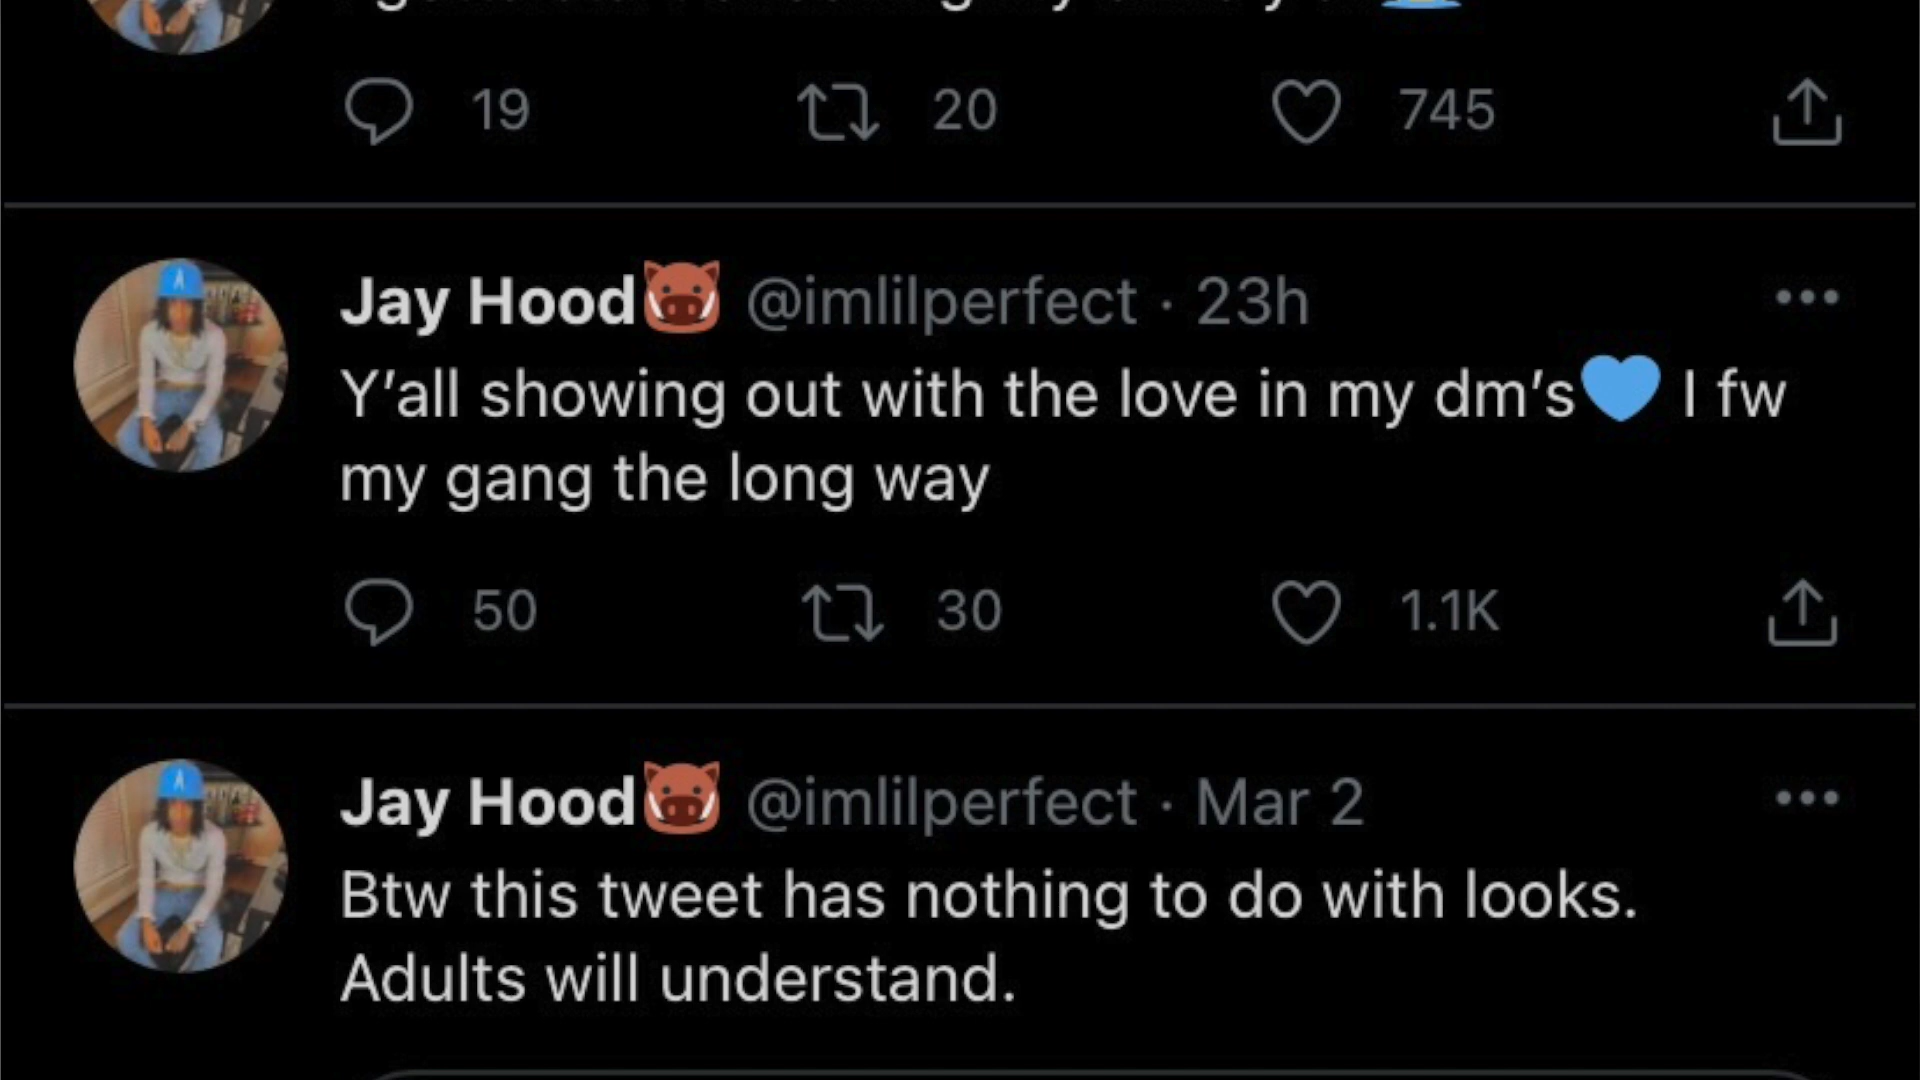 19 20 745
Jay Hood🐗 @imlilperfect · 23h
Y’all showing out with the love in my dm’s💙 I fw
my gang the long way
50 30 1.1K
Jay Hood🐗 @imlilperfect · Mar 2
Btw this tweet has nothing to do with looks.
Adults will understand.